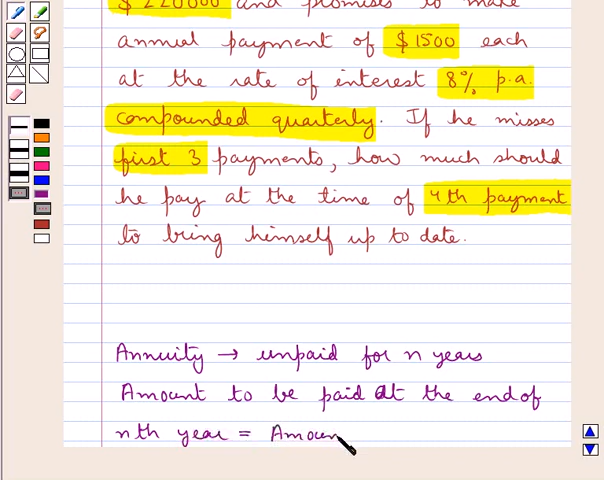 $ 220000 and promises to make
annual payment of $ 1500 each
at the rate of interest 8% p.a.
compounded quarterly. If he misses
first 3 payments, how much should
he pay at the time of 4th payment
to bring himself up to date.
Annuity → unpaid for n years
Amount to be paid at the end of
nth year = Amoun